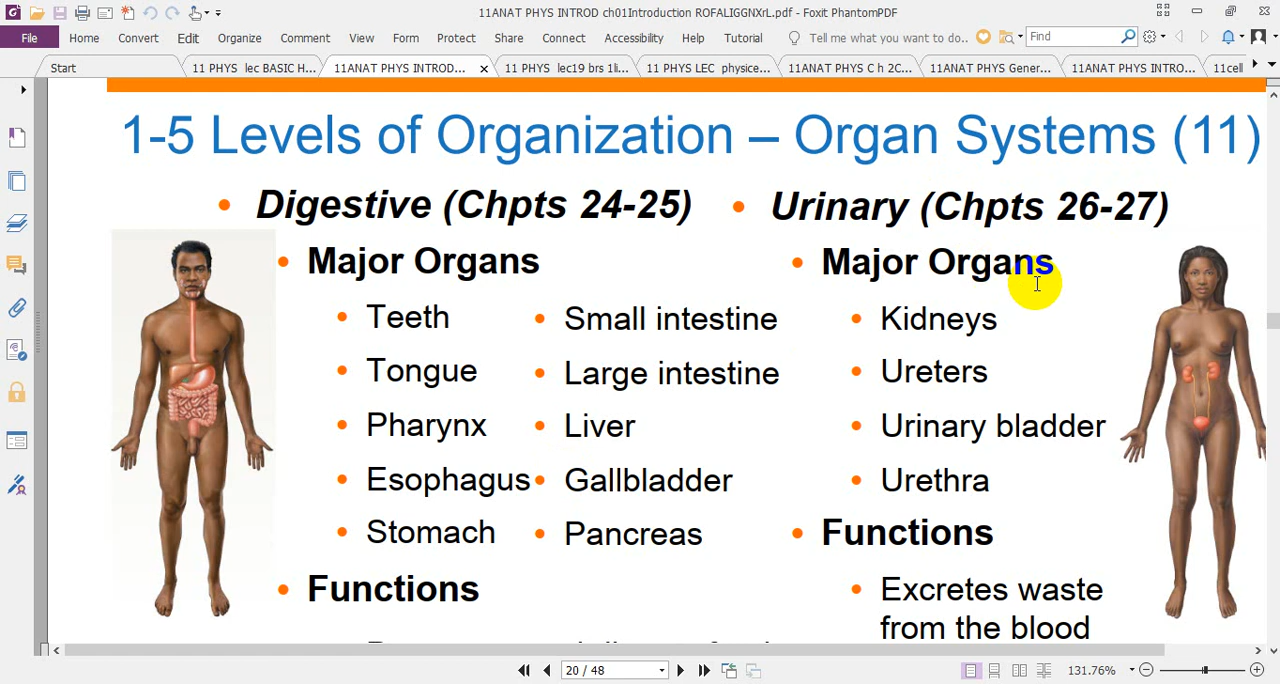 11ANAT PHYS INTROD ch01Introduction ROFALIGGNXrL.pdf - Foxit PhantomPDF
File Home Convert Edit Organize Comment View Form Protect Share Connect Accessibility Help Tutorial Tell me what you want to do.. Find
Start 11 PHYS lec BASIC H... 11ANAT PHYS INTROD... 11 PHYS lec19 brs 1li... 11 PHYS LEC physice... 11ANAT PHYS C h 2C... 11ANAT PHYS Gener... 11ANAT PHYS INTRO... 11cell
1-5 Levels of Organization – Organ Systems (11)
• Digestive (Chpts 24-25)
• Major Organs
• Teeth
• Tongue
• Pharynx
• Esophagus
• Stomach
• Small intestine
• Large intestine
• Liver
• Gallbladder
• Pancreas
• Functions
• Urinary (Chpts 26-27)
• Major Organs
• Kidneys
• Ureters
• Urinary bladder
• Urethra
• Functions
• Excretes waste
from the blood
20 / 48
131.76%